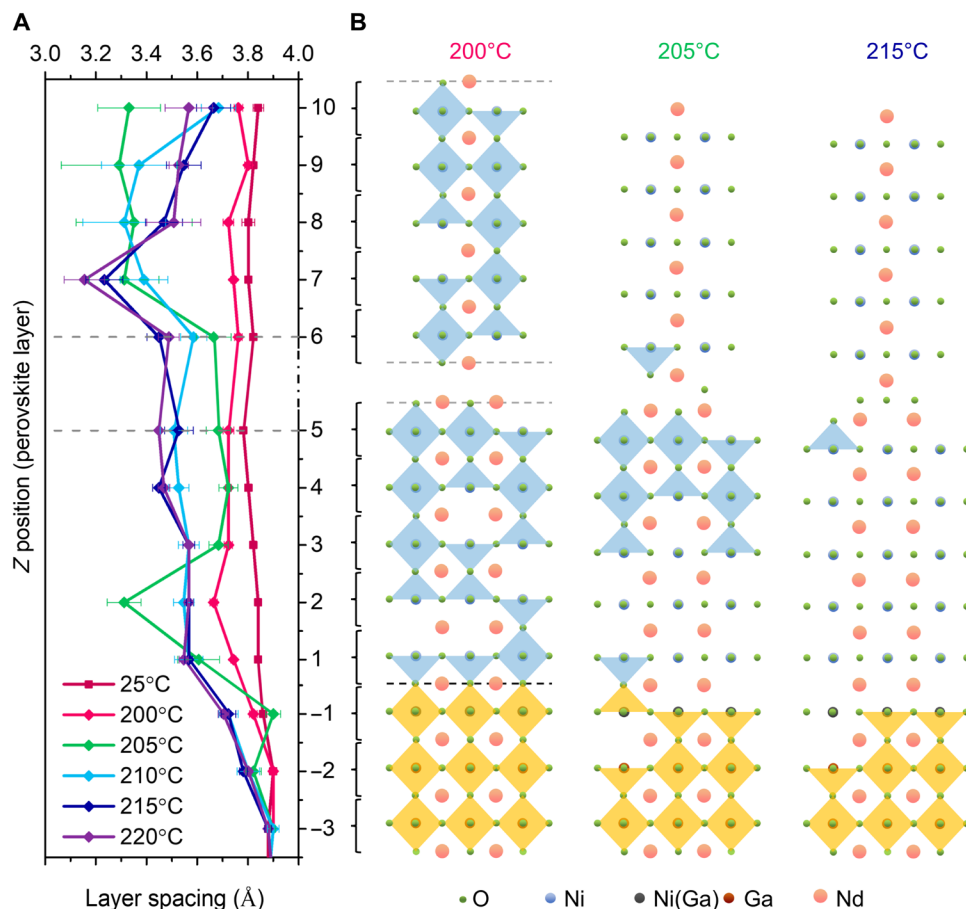 A
B
3.0 3.2 3.4 3.6 3.8 4.0
200°C 205°C 215°C
10
9
8
7
6
5
4
3
2
1
−1
−2
−3
Z position (perovskite layer)
25°C
200°C
205°C
210°C
215°C
220°C
Layer spacing (Å)
O Ni Ni(Ga) Ga Nd